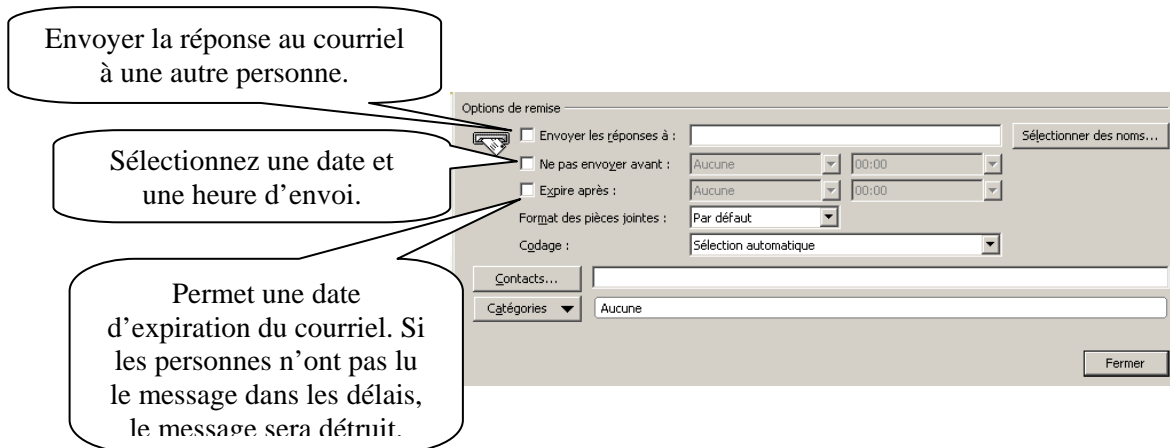 Envoyer la réponse au courriel
à une autre personne.
Options de remise
Envoyer les réponses à :
Sélectionner des noms...
Sélectionnez une date et
une heure d’envoi.
Ne pas envoyer avant :
Aucune
00:00
Expire après :
Aucune
00:00
Format des pièces jointes :
Par défaut
Codage :
Sélection automatique
Contacts...
Catégories
Aucune
Permet une date
d’expiration du courriel. Si
les personnes n’ont pas lu
le message dans les délais,
le message sera détruit.
Fermer